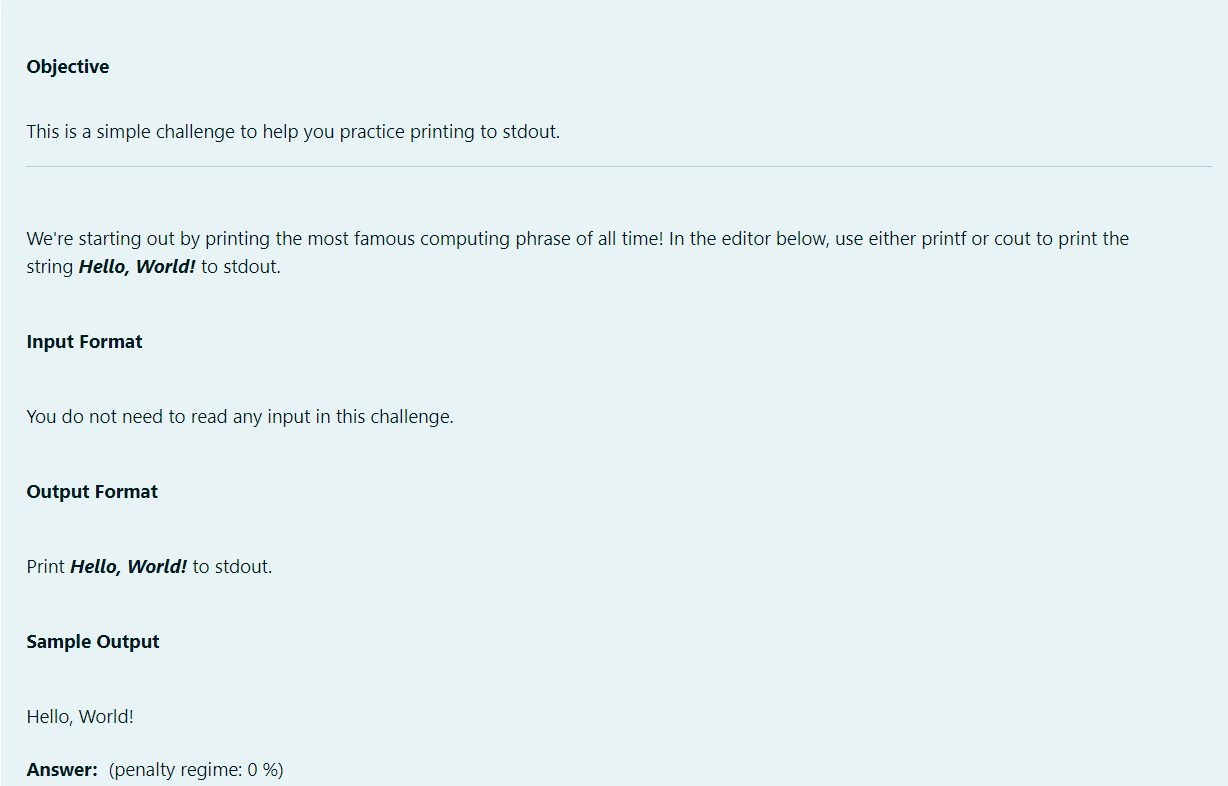 Objective
This is a simple challenge to help you practice printing to stdout.
We're starting out by printing the most famous computing phrase of all time! In the editor below, use either printf or cout to print the
string Hello, World! to stdout.
Input Format
You do not need to read any input in this challenge.
Output Format
Print Hello, World! to stdout.
Sample Output
Hello, World!
Answer: (penalty regime: 0 %)